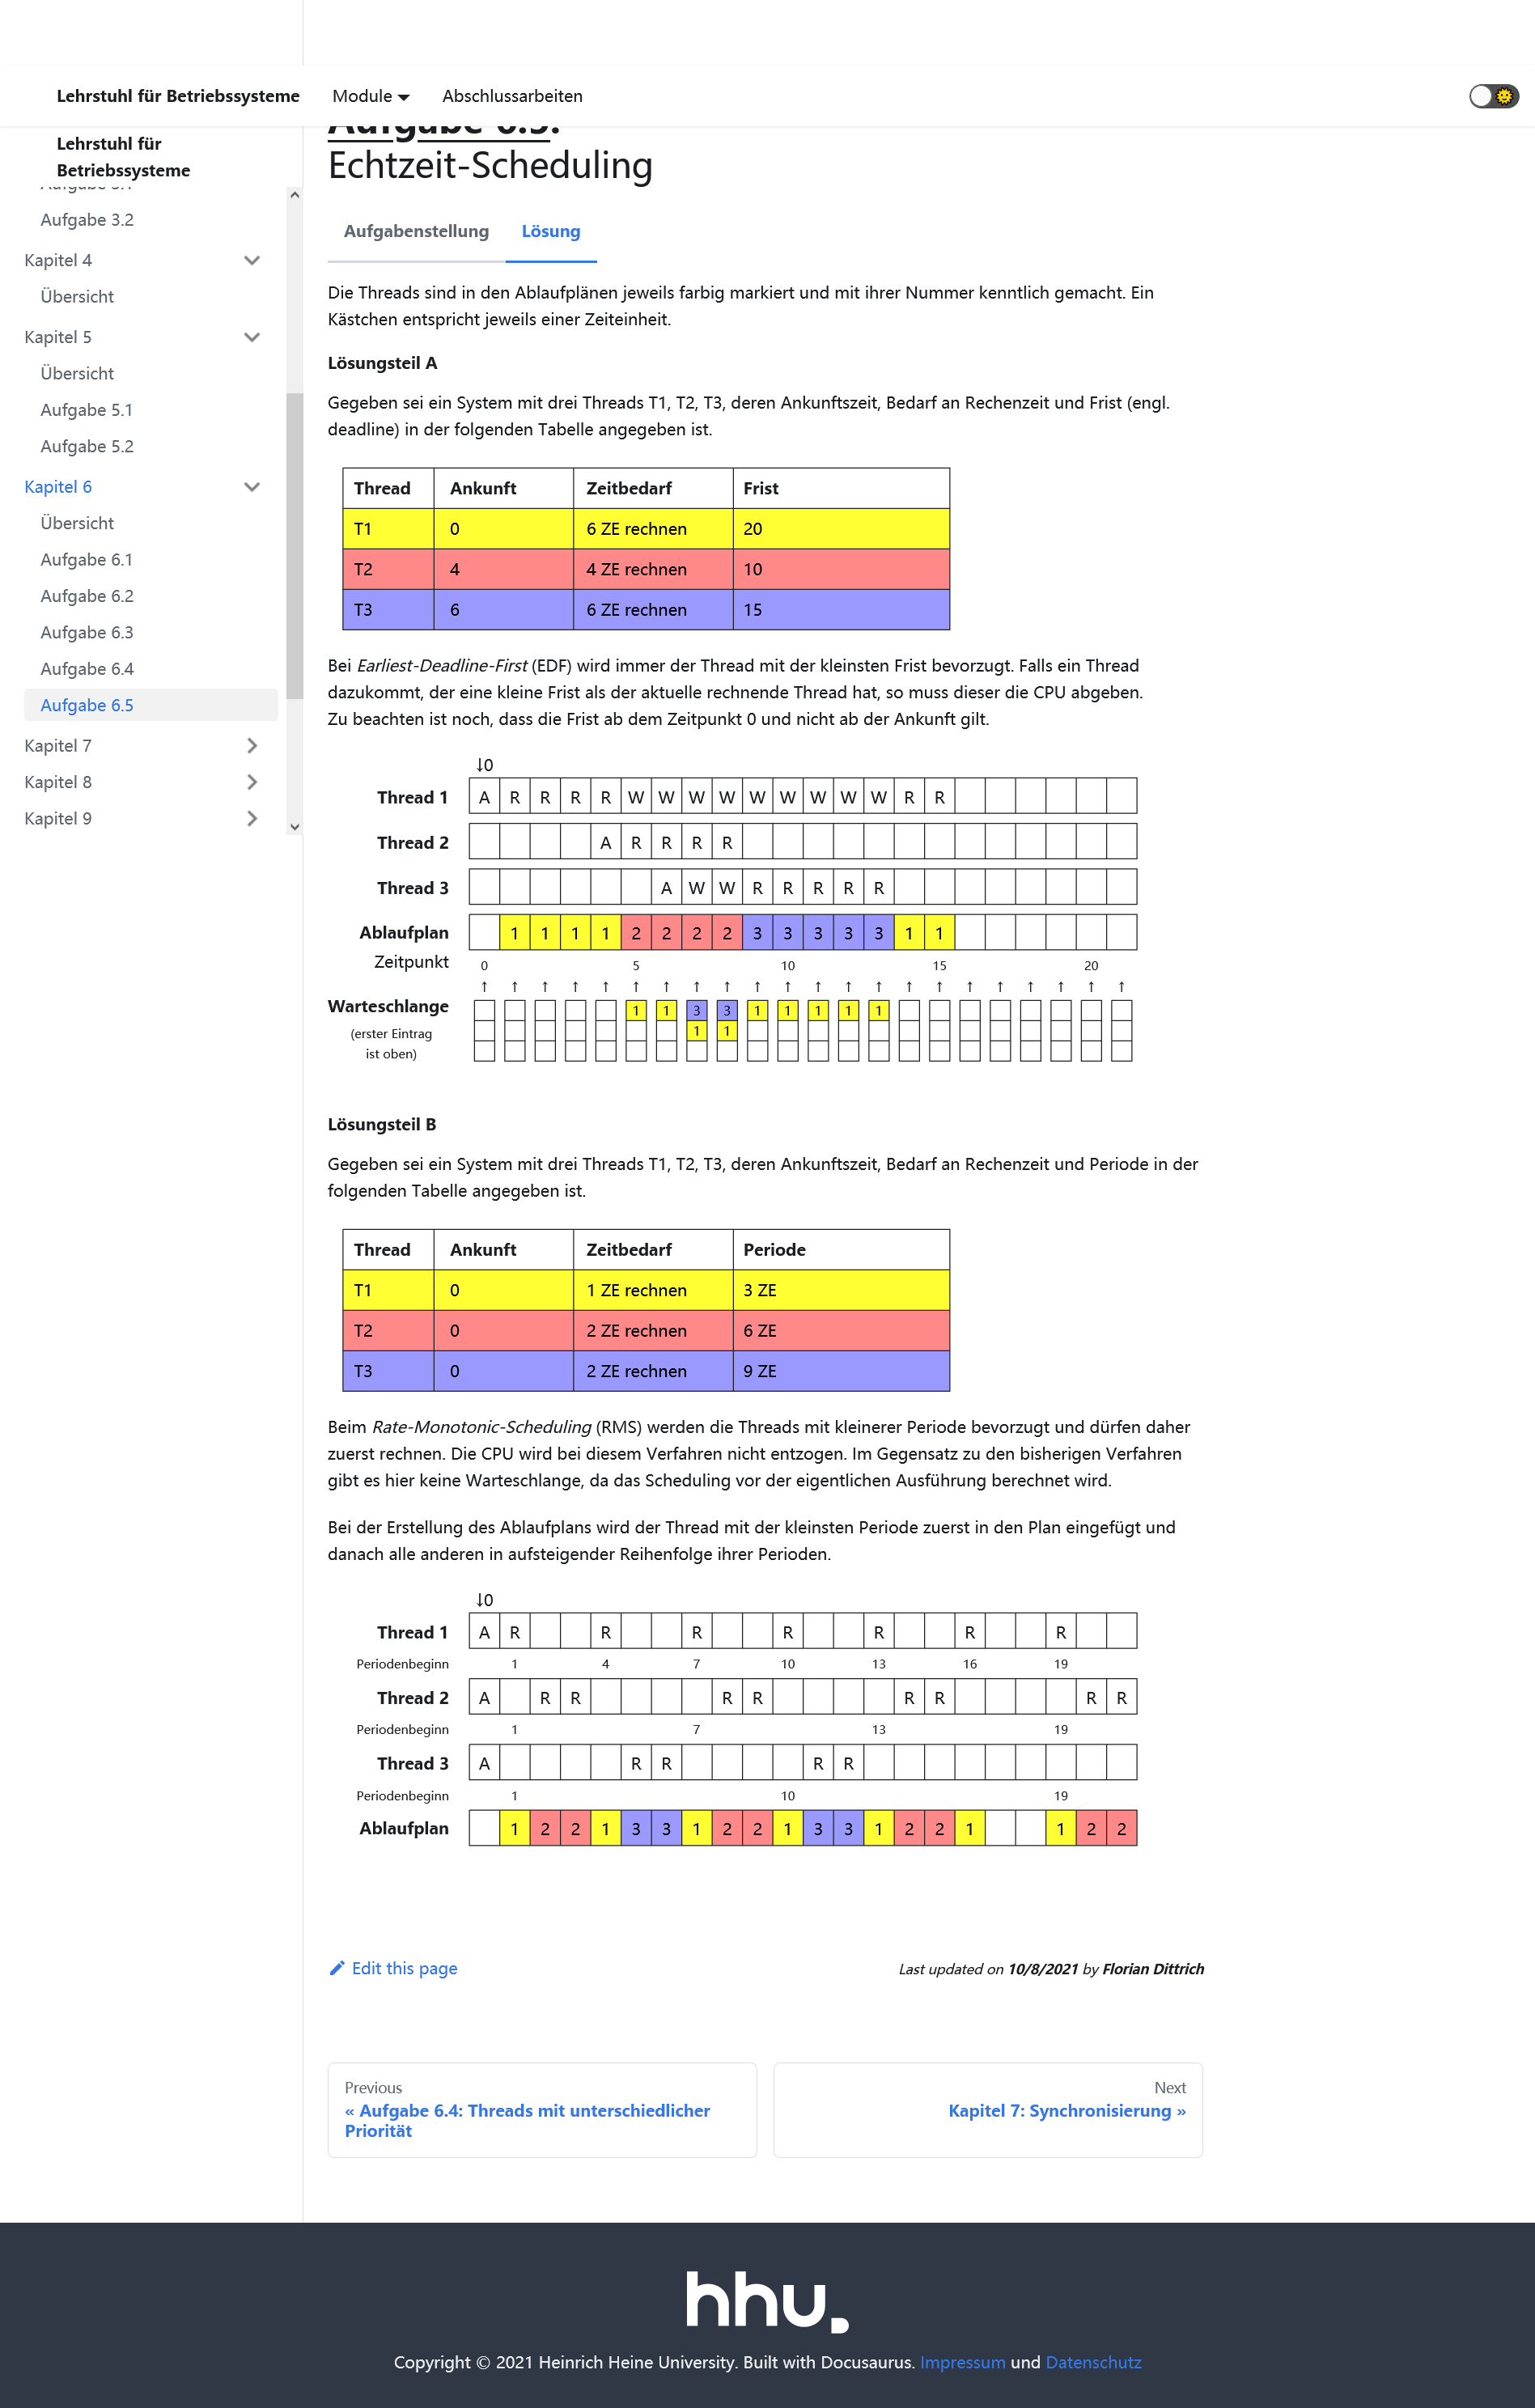 Lehrstuhl für Betriebssysteme Module Abschlussarbeiten
Lehrstuhl für
Betriebssysteme
Aufgabe 3.1
Aufgabe 3.2
Kapitel 4
Übersicht
Kapitel 5
Übersicht
Aufgabe 5.1
Aufgabe 5.2
Kapitel 6
Übersicht
Aufgabe 6.1
Aufgabe 6.2
Aufgabe 6.3
Aufgabe 6.4
Aufgabe 6.5
Kapitel 7
Kapitel 8
Kapitel 9
Aufgabe 6.5:
Echtzeit-Scheduling
Aufgabenstellung Lösung
Die Threads sind in den Ablaufplänen jeweils farbig markiert und mit ihrer Nummer kenntlich gemacht. Ein
Kästchen entspricht jeweils einer Zeiteinheit.
Lösungsteil A
Gegeben sei ein System mit drei Threads T1, T2, T3, deren Ankunftszeit, Bedarf an Rechenzeit und Frist (engl.
deadline) in der folgenden Tabelle angegeben ist.
Thread Ankunft Zeitbedarf Frist
T1 0 6 ZE rechnen 20
T2 4 4 ZE rechnen 10
T3 6 6 ZE rechnen 15
Bei Earliest-Deadline-First (EDF) wird immer der Thread mit der kleinsten Frist bevorzugt. Falls ein Thread
dazukommt, der eine kleine Frist als der aktuelle rechnende Thread hat, so muss dieser die CPU abgeben.
Zu beachten ist noch, dass die Frist ab dem Zeitpunkt 0 und nicht ab der Ankunft gilt.
↓0
Thread 1 A R R R R W W W W W W W W W R R
Thread 2 A R R R R
Thread 3 A W W R R R R R
Ablaufplan 1 1 1 1 2 2 2 2 3 3 3 3 3 1 1
Zeitpunkt 0 5 10 15 20
↑ ↑ ↑ ↑ ↑ ↑ ↑ ↑ ↑ ↑ ↑ ↑ ↑ ↑ ↑ ↑ ↑ ↑ ↑ ↑ ↑ ↑
Warteschlange 1 1 3 3 1 1 1 1 1
(erster Eintrag 1 1
ist oben)
Lösungsteil B
Gegeben sei ein System mit drei Threads T1, T2, T3, deren Ankunftszeit, Bedarf an Rechenzeit und Periode in der
folgenden Tabelle angegeben ist.
Thread Ankunft Zeitbedarf Periode
T1 0 1 ZE rechnen 3 ZE
T2 0 2 ZE rechnen 6 ZE
T3 0 2 ZE rechnen 9 ZE
Beim Rate-Monotonic-Scheduling (RMS) werden die Threads mit kleinerer Periode bevorzugt und dürfen daher
zuerst rechnen. Die CPU wird bei diesem Verfahren nicht entzogen. Im Gegensatz zu den bisherigen Verfahren
gibt es hier keine Warteschlange, da das Scheduling vor der eigentlichen Ausführung berechnet wird.
Bei der Erstellung des Ablaufplans wird der Thread mit der kleinsten Periode zuerst in den Plan eingefügt und
danach alle anderen in aufsteigender Reihenfolge ihrer Perioden.
↓0
Thread 1 A R R R R R R R
Periodenbeginn 1 4 7 10 13 16 19
Thread 2 A R R R R R R R R
Periodenbeginn 1 7 13 19
Thread 3 A R R R R
Periodenbeginn 1 10 19
Ablaufplan 1 2 2 1 3 3 1 2 2 1 3 3 1 2 2 1 1 2 2
Edit this page Last updated on 10/8/2021 by Florian Dittrich
Previous
« Aufgabe 6.4: Threads mit unterschiedlicher
Priorität
Next
Kapitel 7: Synchronisierung »
hhu.
Copyright © 2021 Heinrich Heine University. Built with Docusaurus. Impressum und Datenschutz